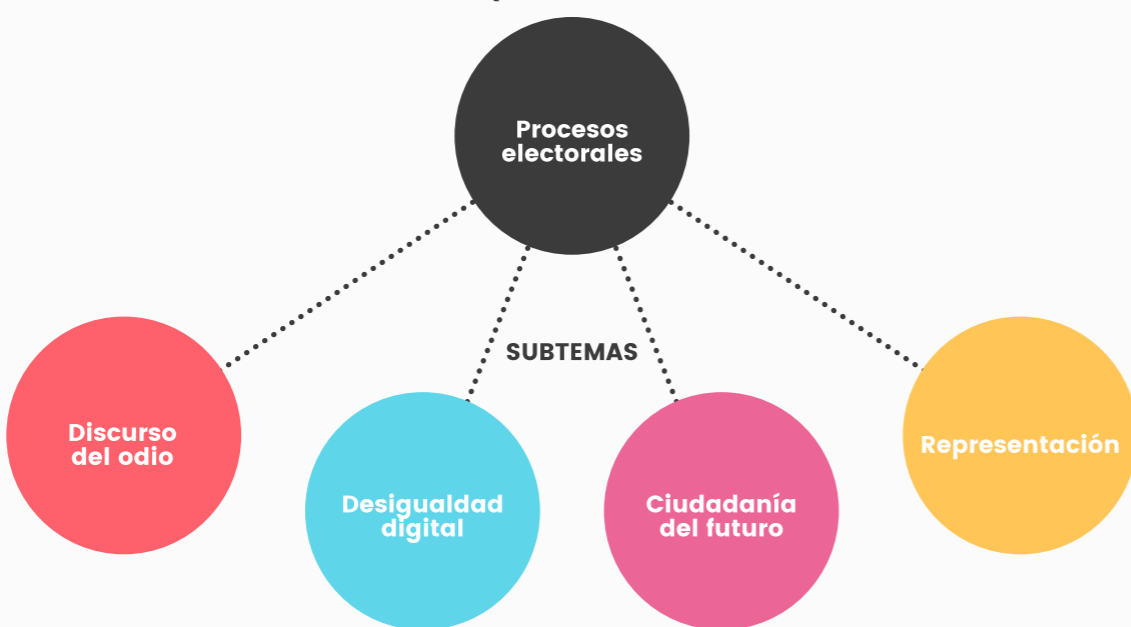 Procesos
electorales
SUBTEMAS
Discurso
del odio
Desigualdad
digital
Ciudadanía
del futuro
Representación